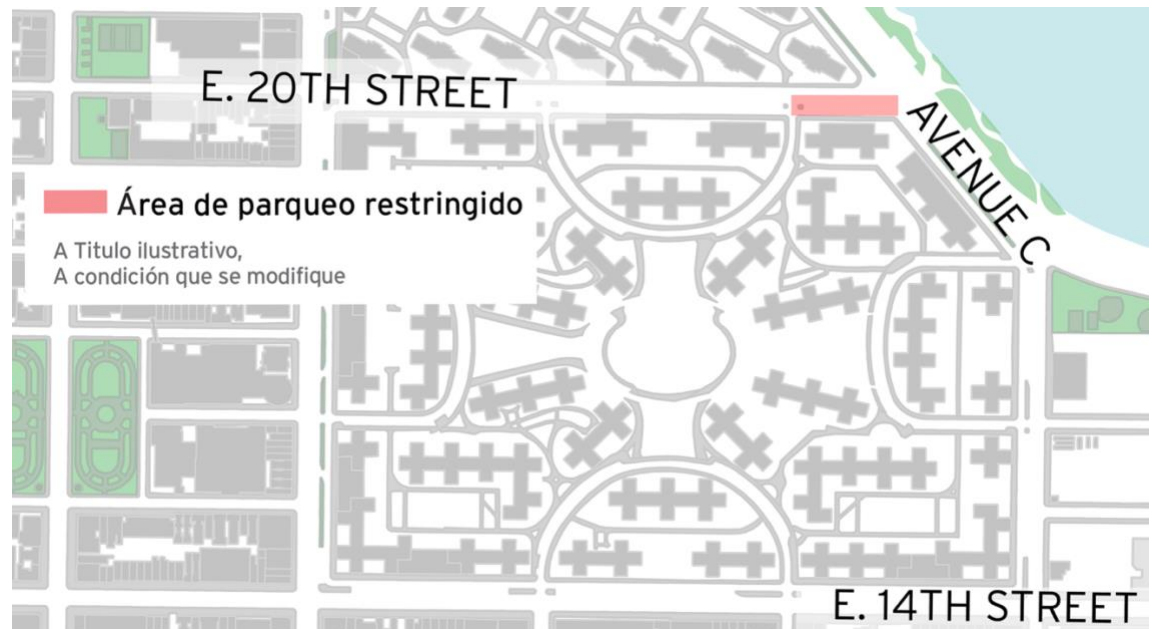 E. 20TH STREET
AVENUE C
Área de parqueo restringido
A Titulo ilustrativo,
A condición que se modifique
E. 14TH STREET